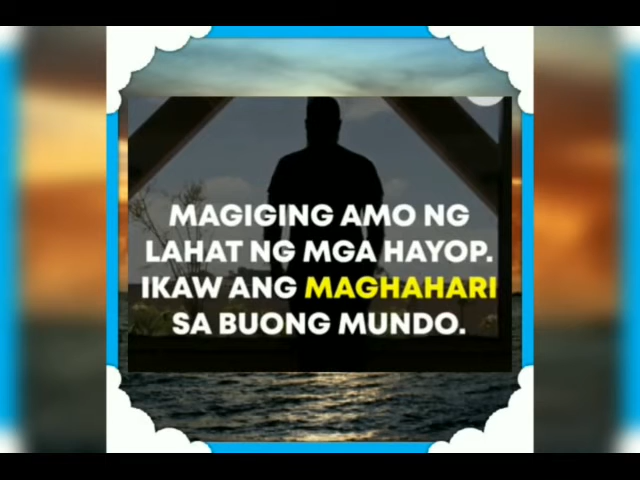 MAGIGING AMO NG
LAHAT NG MGA HAYOP.
IKAW ANG MAGHAHARI
SA BUONG MUNDO.